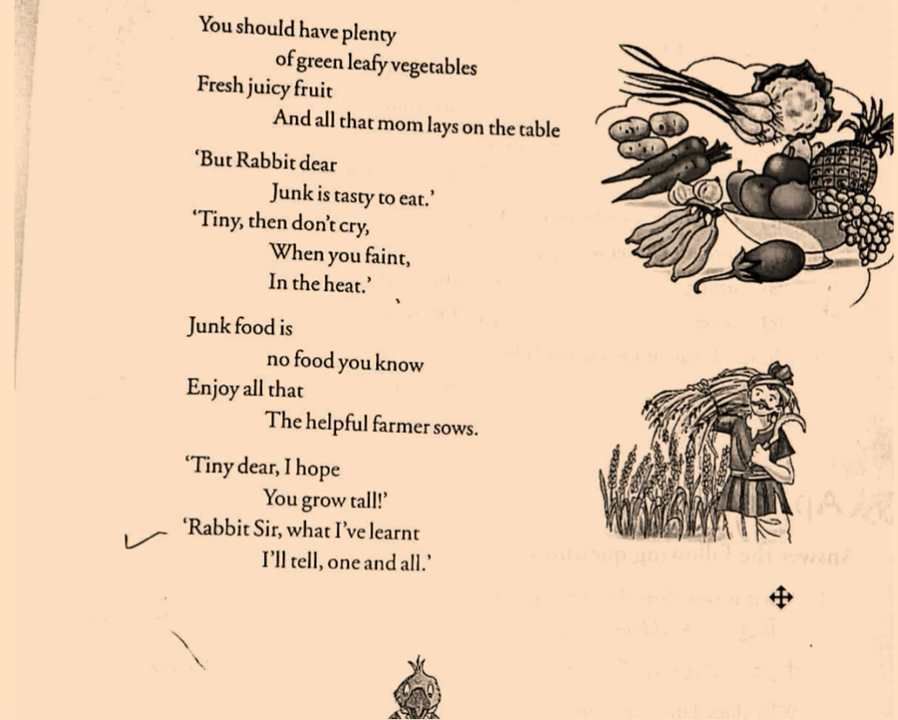 You should have plenty
of green leafy vegetables
Fresh juicy fruit
And all that mom lays on the table
‘But Rabbit dear
Junk is tasty to eat.’
‘Tiny, then don’t cry,
When you faint,
In the heat.’
Junk food is
no food you know
Enjoy all that
The helpful farmer sows.
‘Tiny dear, I hope
You grow tall!’
‘Rabbit Sir, what I’ve learnt
I’ll tell, one and all.’